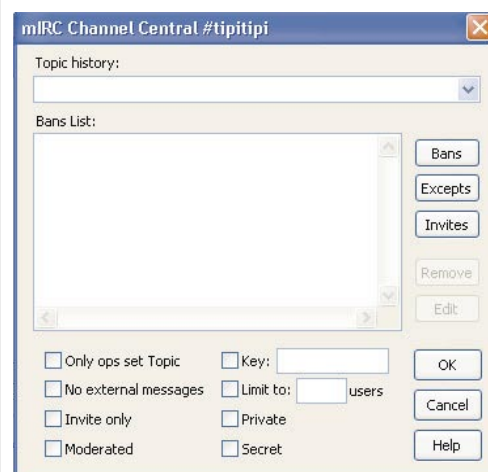 mIRC Channel Central #tipitipi
Topic history:
Bans List:
Bans
Excepts
Invites
Remove
Edit
Only ops set Topic
Key:
No external messages
Limit to: users
Invite only
Private
Moderated
Secret
OK
Cancel
Help